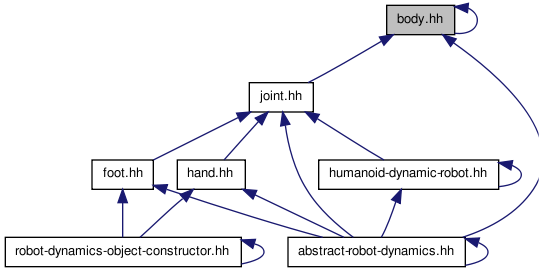 body.hh
joint.hh
foot.hh
hand.hh
humanoid-dynamic-robot.hh
robot-dynamics-object-constructor.hh
abstract-robot-dynamics.hh